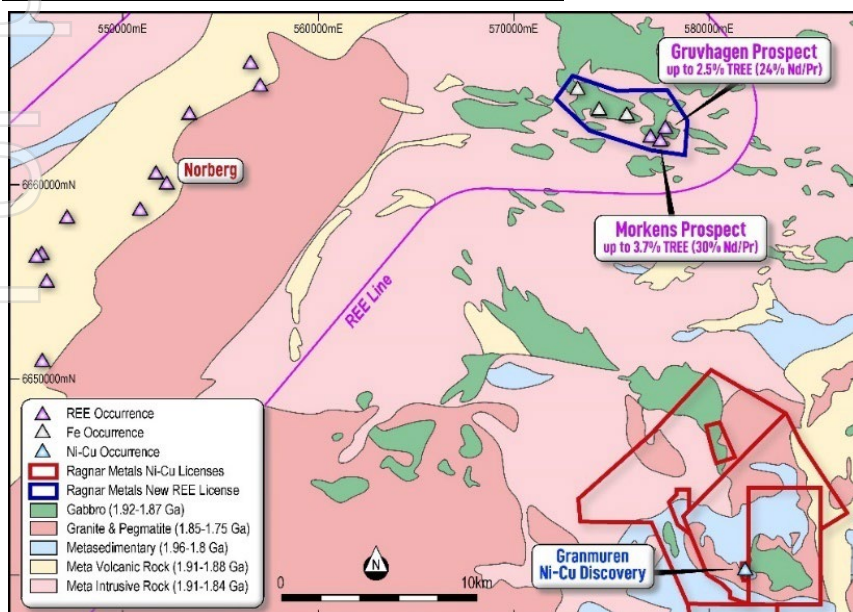 550000mE
560000mE
570000mE
580000mE
Gruvhagen Prospect
up to 2.5% TREE (24% Nd/Pr)
Norberg
6660000mN
Morkens Prospect
up to 3.7% TREE (30% Nd/Pr)
REE Line
6650000mN
REE Occurrence
Fe Occurrence
Ni-Cu Occurrence
Ragnar Metals Ni-Cu Licenses
Ragnar Metals New REE License
Gabbro (1.92-1.87 Ga)
Granite & Pegmatite (1.85-1.75 Ga)
Metasedimentary (1.96-1.8 Ga)
Meta Volcanic Rock (1.91-1.88 Ga)
Meta Intrusive Rock (1.91-1.84 Ga)
Granmuren
Ni-Cu Discovery
N
0
10km